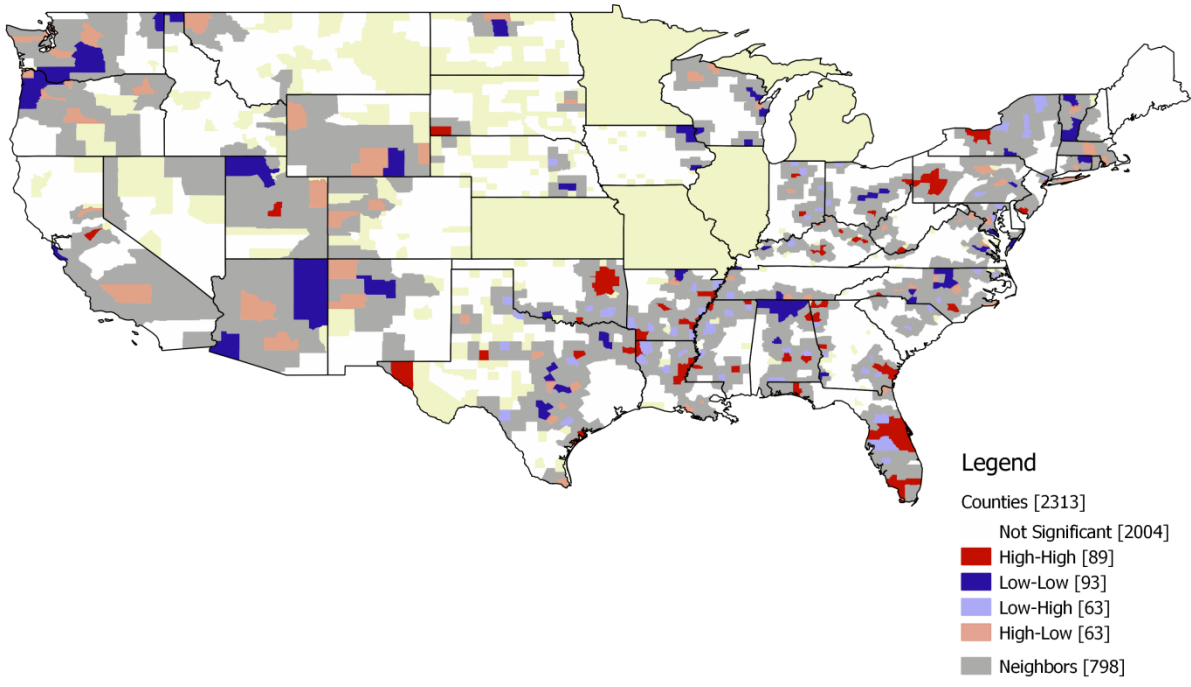 Legend
Counties [2313]
Not Significant [2004]
High-High [89]
Low-Low [93]
Low-High [63]
High-Low [63]
Neighbors [798]